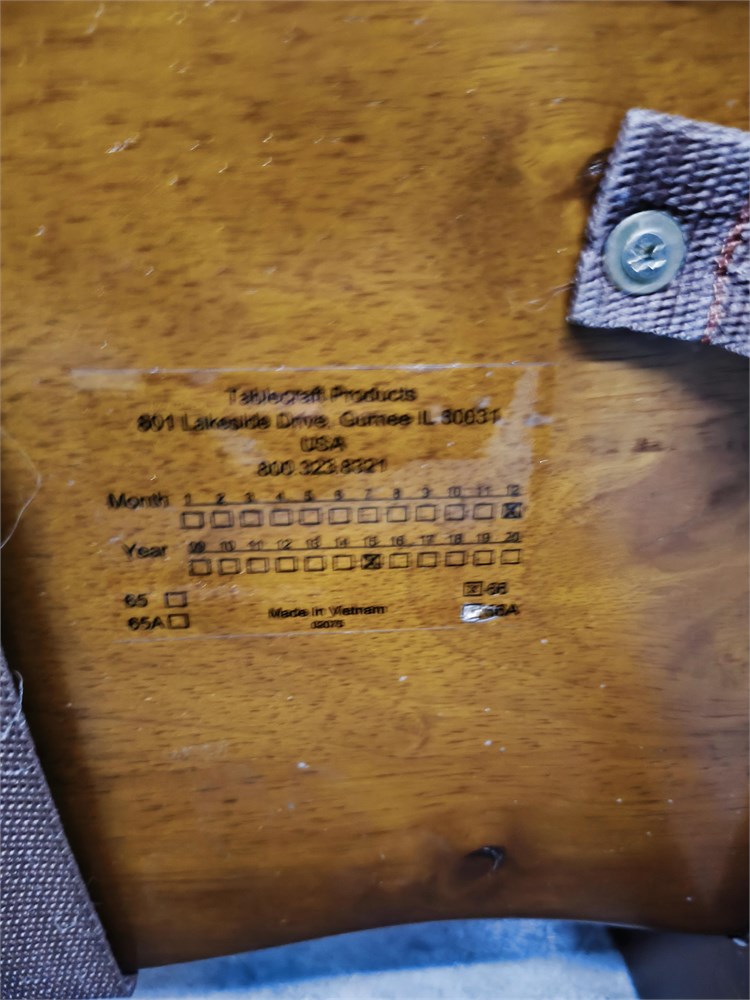 Tablecraft Products
801 Lakeside Drive, Gurnee IL 60031
USA
800.323.8321
Month 1 2 3 4 5 6 7 8 9 10 11 12
Year 09 10 11 12 13 14 15 16 17 18 19 20
65 66
65A Made in Vietnam 66A